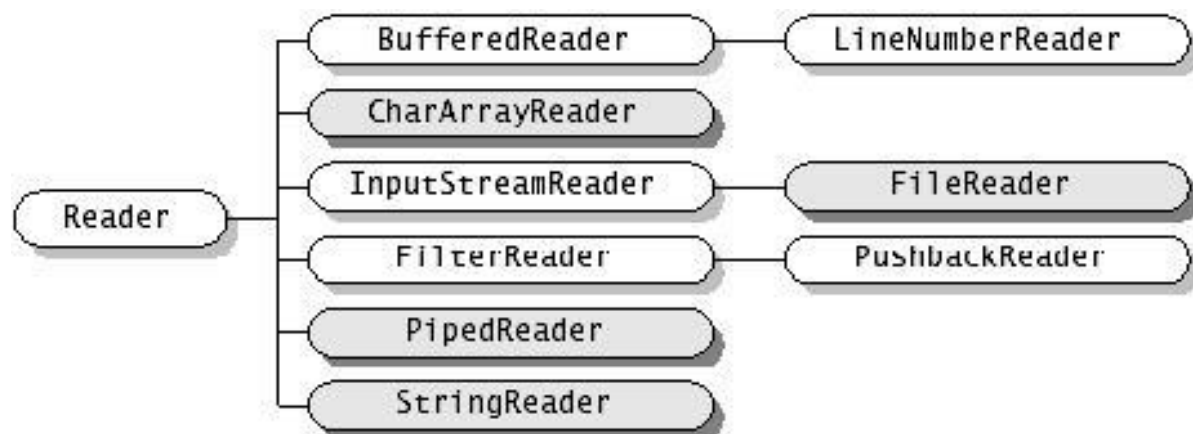 BufferedReader
LineNumberReader
CharArrayReader
InputStreamReader
FileReader
Reader
FilterReader
PushbackReader
PipedReader
StringReader